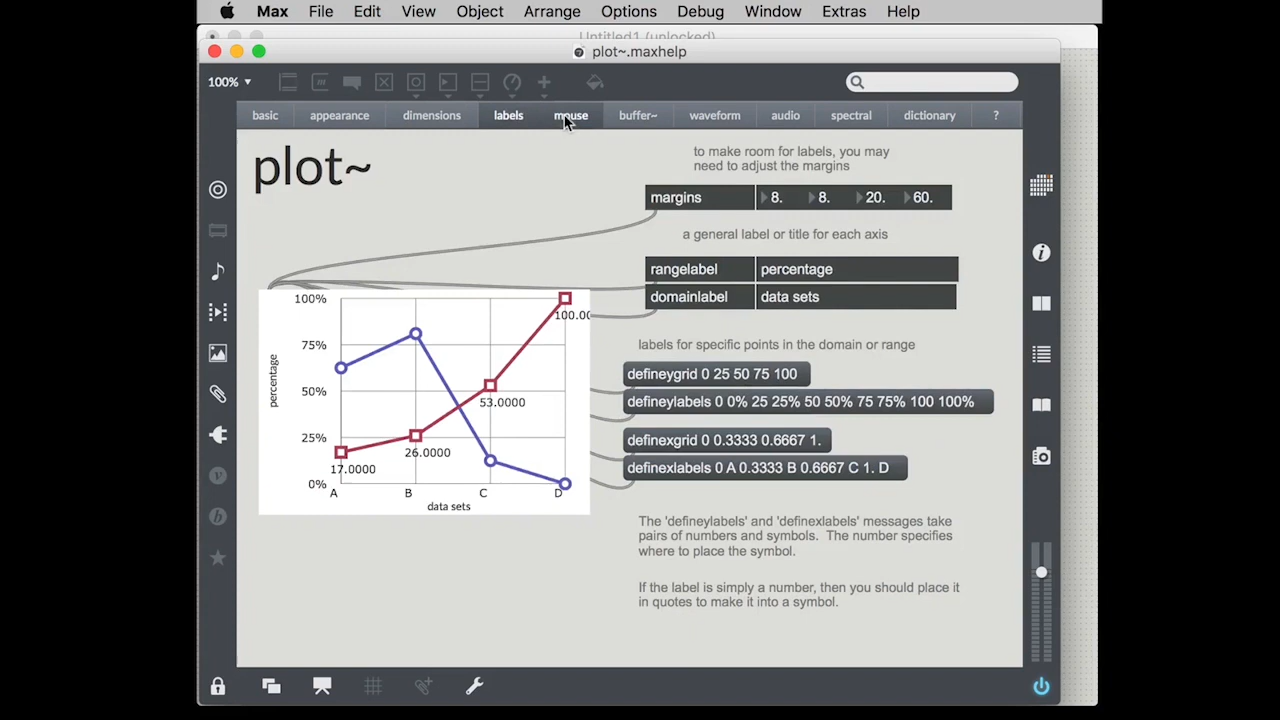 Max File Edit View Object Arrange Options Debug Window Extras Help
Untitled1 (unlocked)
plot~.maxhelp
100%
basic appearance dimensions labels mouse buffer~ waveform audio spectral dictionary ?
plot~
to make room for labels, you may
need to adjust the margins
margins 8. 8. 20. 60.
a general label or title for each axis
rangelabel percentage
domainlabel data sets
100%
75%
50%
25%
0%
percentage
100.00
53.0000
26.0000
17.0000
A B C D
data sets
labels for specific points in the domain or range
defineygrid 0 25 50 75 100
defineylabels 0 0% 25 25% 50 50% 75 75% 100 100%
definexgrid 0 0.3333 0.6667 1.
definexlabels 0 A 0.3333 B 0.6667 C 1. D
The 'defineylabels' and 'definexlabels' messages take
pairs of numbers and symbols. The number specifies
where to place the symbol.
If the label is simply a number, then you should place it
in quotes to make it into a symbol.